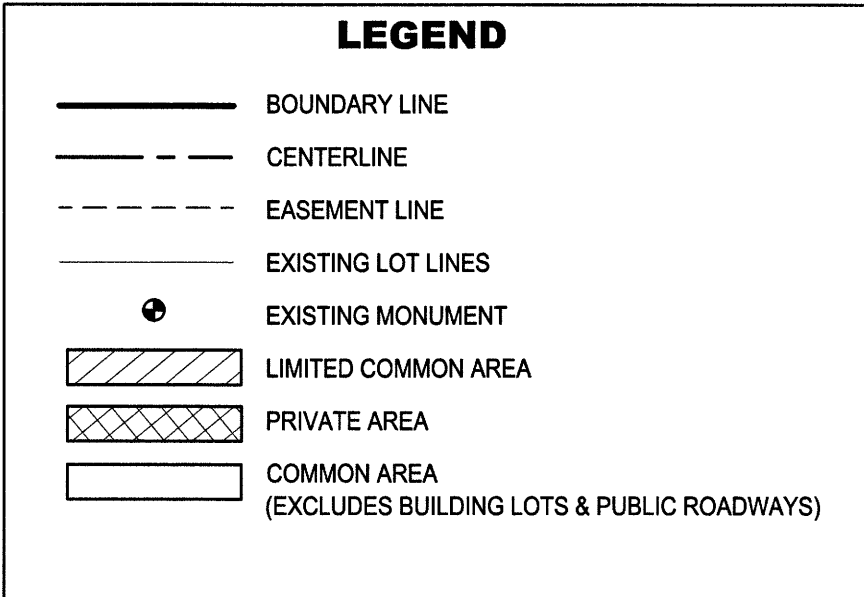 LEGEND
BOUNDARY LINE
CENTERLINE
EASEMENT LINE
EXISTING LOT LINES
EXISTING MONUMENT
LIMITED COMMON AREA
PRIVATE AREA
COMMON AREA
(EXCLUDES BUILDING LOTS & PUBLIC ROADWAYS)